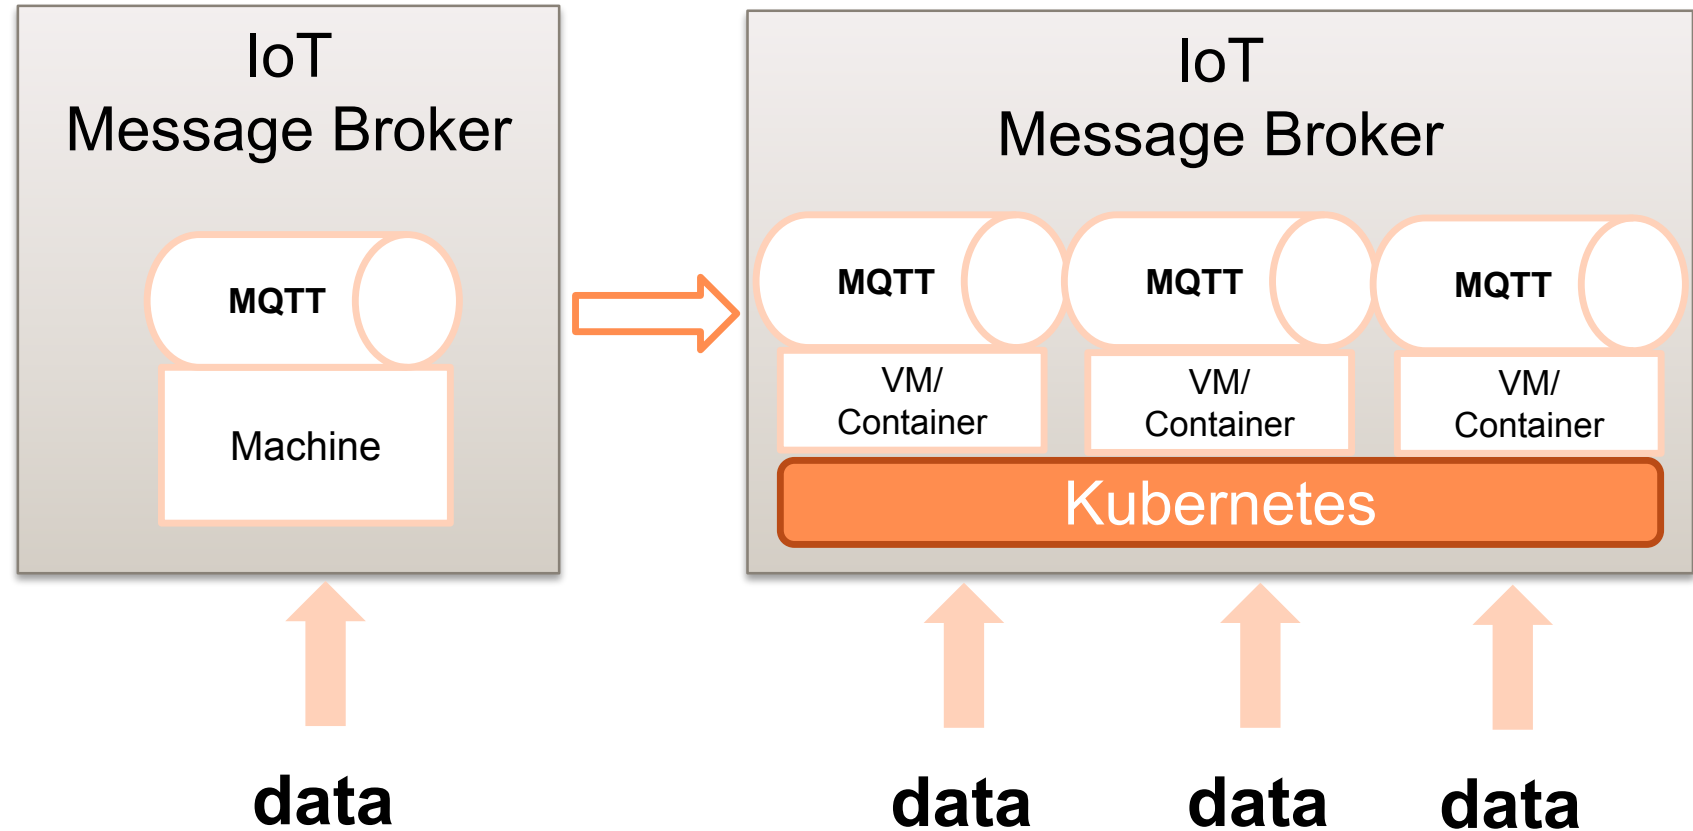 IoT
Message Broker
MQTT
Machine
data
IoT
Message Broker
MQTT
MQTT
MQTT
VM/
Container
VM/
Container
VM/
Container
Kubernetes
data
data
data